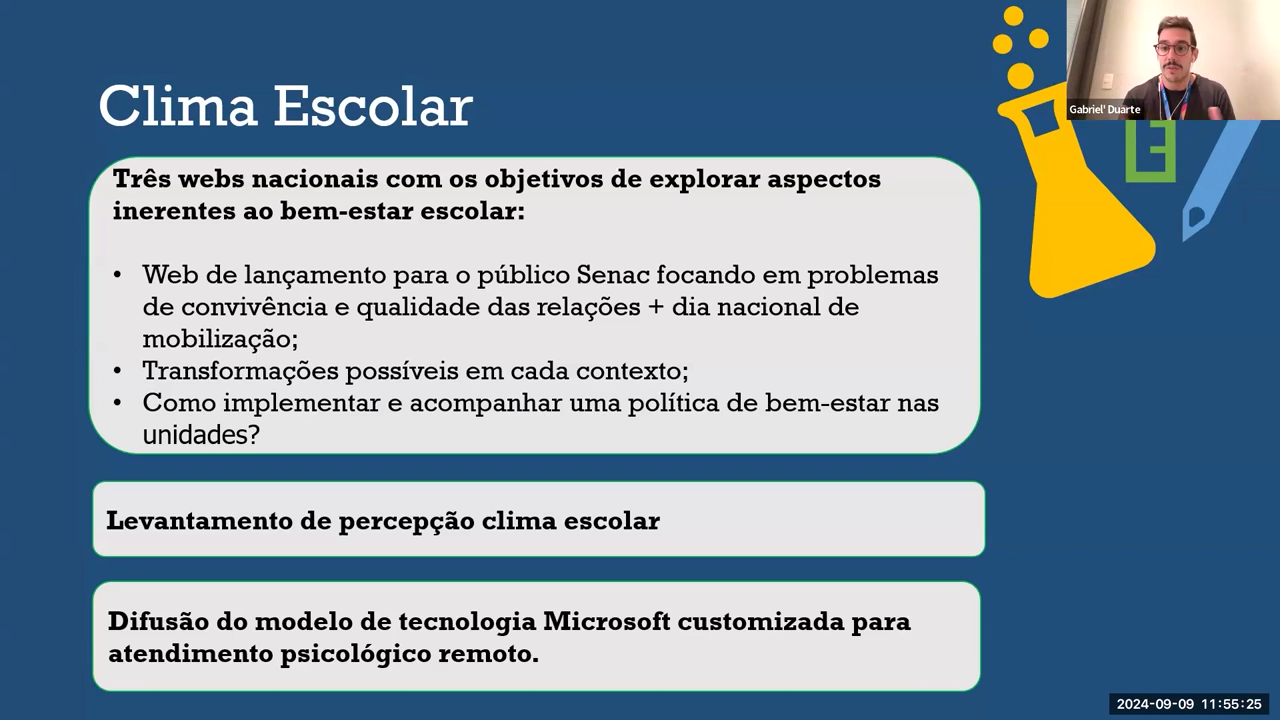 Clima Escolar
Três webs nacionais com os objetivos de explorar aspectos
inerentes ao bem-estar escolar:
• Web de lançamento para o público Senac focando em problemas
de convivência e qualidade das relações + dia nacional de
mobilização;
• Transformações possíveis em cada contexto;
• Como implementar e acompanhar uma política de bem-estar nas
unidades?
Levantamento de percepção clima escolar
Difusão do modelo de tecnologia Microsoft customizada para
atendimento psicológico remoto.
Gabriel' Duarte
2024-09-09 11:55:25